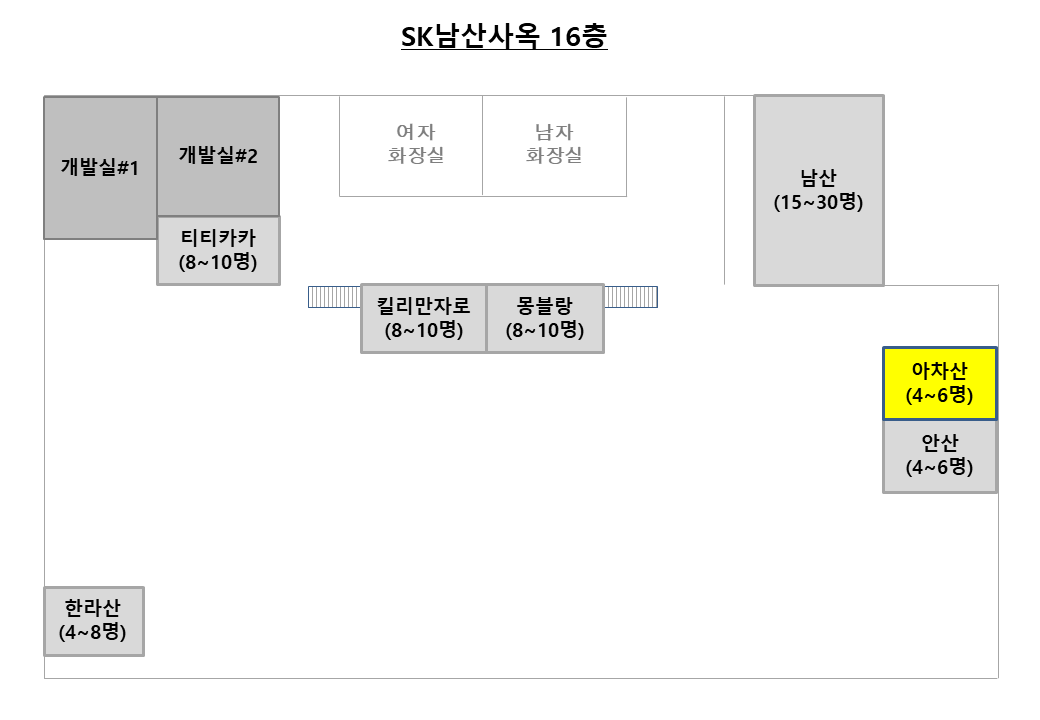 SK남산사옥 16층
개발실#1
개발실#2
여자
화장실
남자
화장실
남산
(15~30명)
티티카카
(8~10명)
킬리만자로
(8~10명)
몽블랑
(8~10명)
아차산
(4~6명)
안산
(4~6명)
한라산
(4~8명)